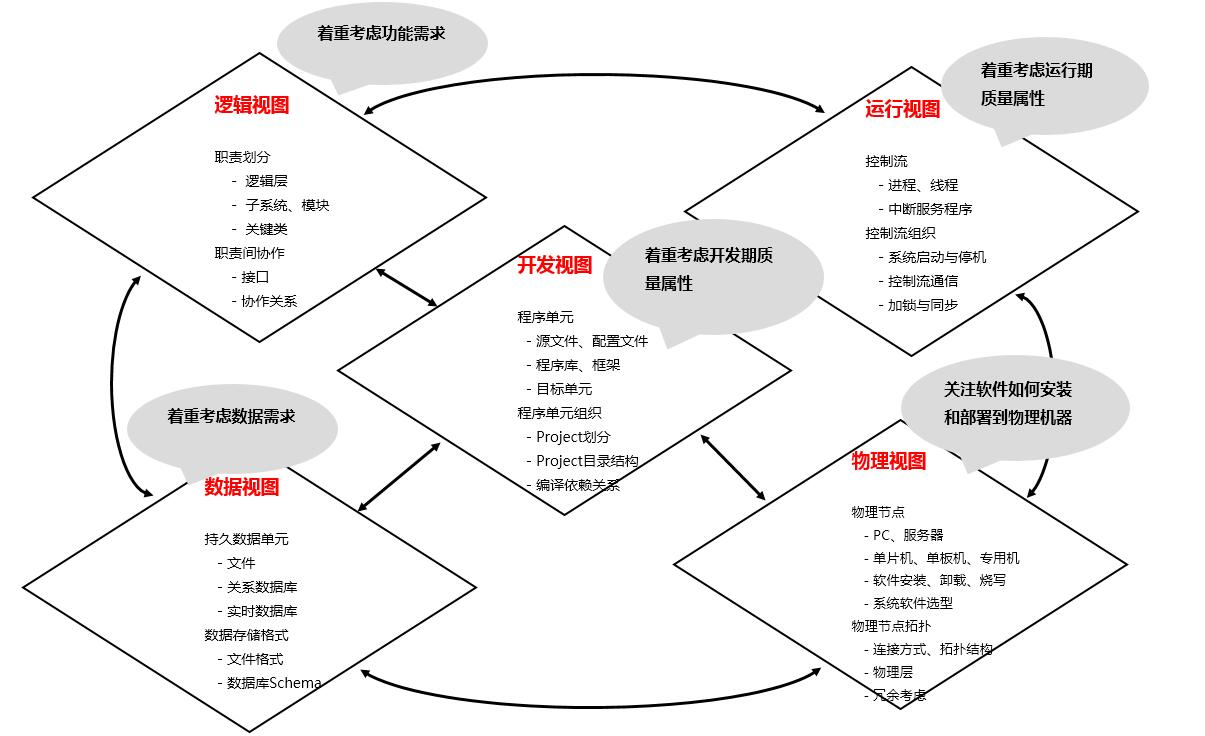 着重考虑功能需求
逻辑视图
职责划分
- 逻辑层
- 子系统、模块
- 关键类
职责间协作
- 接口
- 协作关系
着重考虑运行期
质量属性
运行视图
控制流
- 进程、线程
- 中断服务程序
控制流组织
- 系统启动与停机
- 控制流通信
- 加锁与同步
着重考虑开发期质
量属性
开发视图
程序单元
- 源文件、配置文件
- 程序库、框架
- 目标单元
程序单元组织
- Project划分
- Project目录结构
- 编译依赖关系
着重考虑数据需求
数据视图
持久数据单元
- 文件
- 关系数据库
- 实时数据库
数据存储格式
- 文件格式
- 数据库Schema
关注软件如何安装
和部署到物理机器
物理视图
物理节点
- PC、服务器
- 单片机、单板机、专用机
- 软件安装、卸载、烧写
- 系统软件选型
物理节点拓扑
- 连接方式、拓扑结构
- 物理层
- 冗余考虑